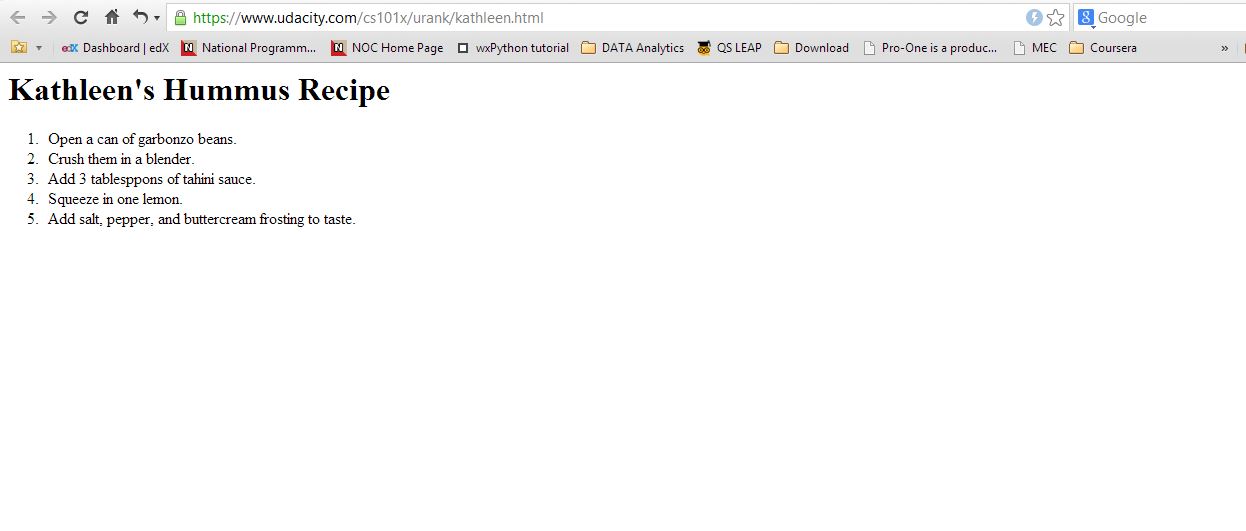 https://www.udacity.com/cs101x/urank/kathleen.html
Google
edX Dashboard | edX
National Programm...
NOC Home Page
wxPython tutorial
DATA Analytics
QS LEAP
Download
Pro-One is a produc...
MEC
Coursera
»
Kathleen's Hummus Recipe
1. Open a can of garbonzo beans.
2. Crush them in a blender.
3. Add 3 tablesppons of tahini sauce.
4. Squeeze in one lemon.
5. Add salt, pepper, and buttercream frosting to taste.